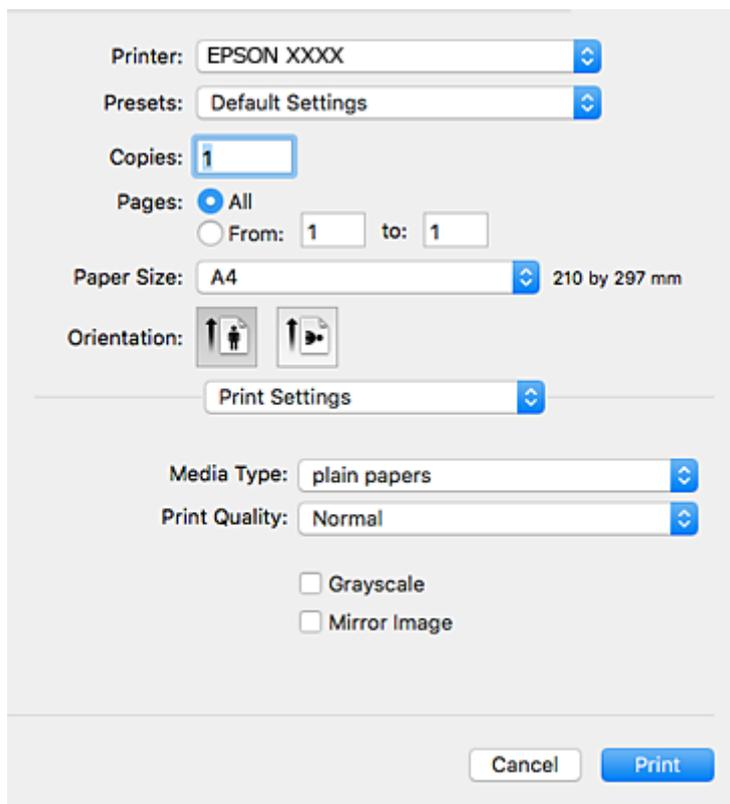 Printer: EPSON XXXX
Presets: Default Settings
Copies: 1
Pages: All
From: 1 to: 1
Paper Size: A4 210 by 297 mm
Orientation:
Print Settings
Media Type: plain papers
Print Quality: Normal
Grayscale
Mirror Image
Cancel Print